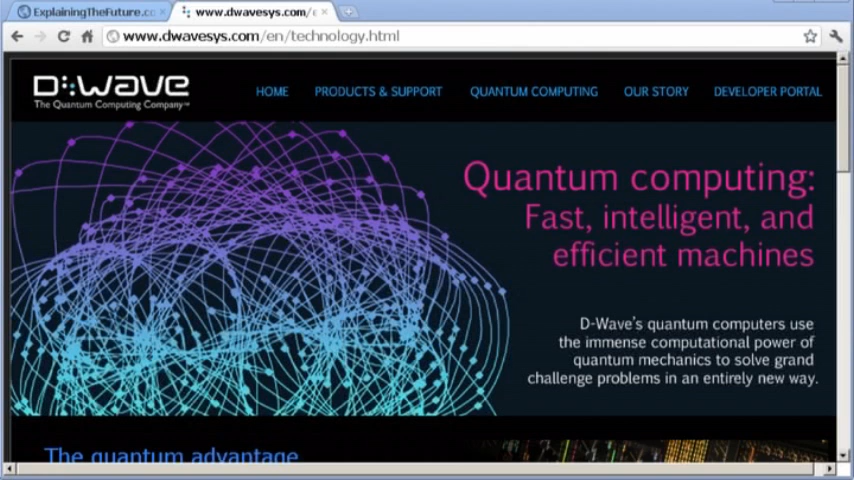 ExplainingTheFuture.cc
www.dwavesys.com/e
www.dwavesys.com/en/technology.html
D:WAVE
The Quantum Computing Company™
HOME
PRODUCTS & SUPPORT
QUANTUM COMPUTING
OUR STORY
DEVELOPER PORTAL
Quantum computing:
Fast, intelligent, and
efficient machines
D-Wave's quantum computers use
the immense computational power of
quantum mechanics to solve grand
challenge problems in an entirely new way.
The quantum advantage